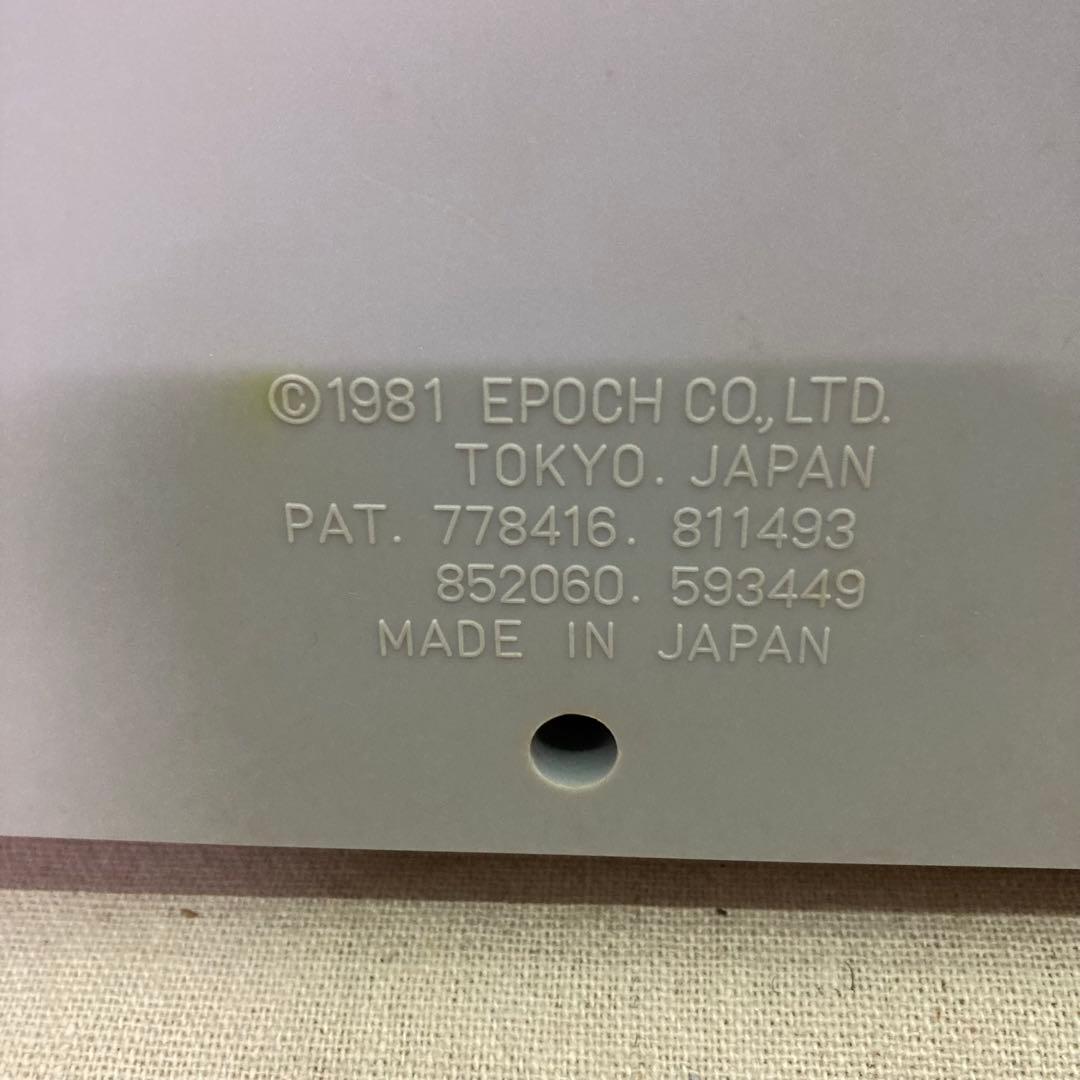 ©1981 EPOCH CO.,LTD.
TOKYO. JAPAN
PAT. 778416. 811493
852060. 593449
MADE IN JAPAN